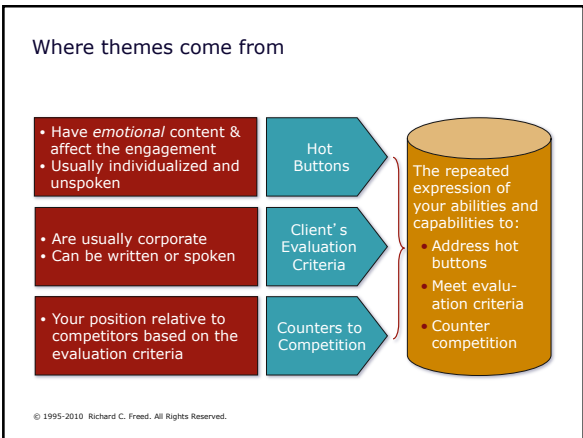 Where themes come from
• Have emotional content &
affect the engagement
• Usually individualized and
unspoken
Hot
Buttons
• Are usually corporate
• Can be written or spoken
Client's
Evaluation
Criteria
• Your position relative to
competitors based on the
evaluation criteria
Counters to
Competition
The repeated
expression of
your abilities and
capabilities to:
• Address hot
buttons
• Meet evalu-
ation criteria
• Counter
competition
© 1995-2010 Richard C. Freed. All Rights Reserved.